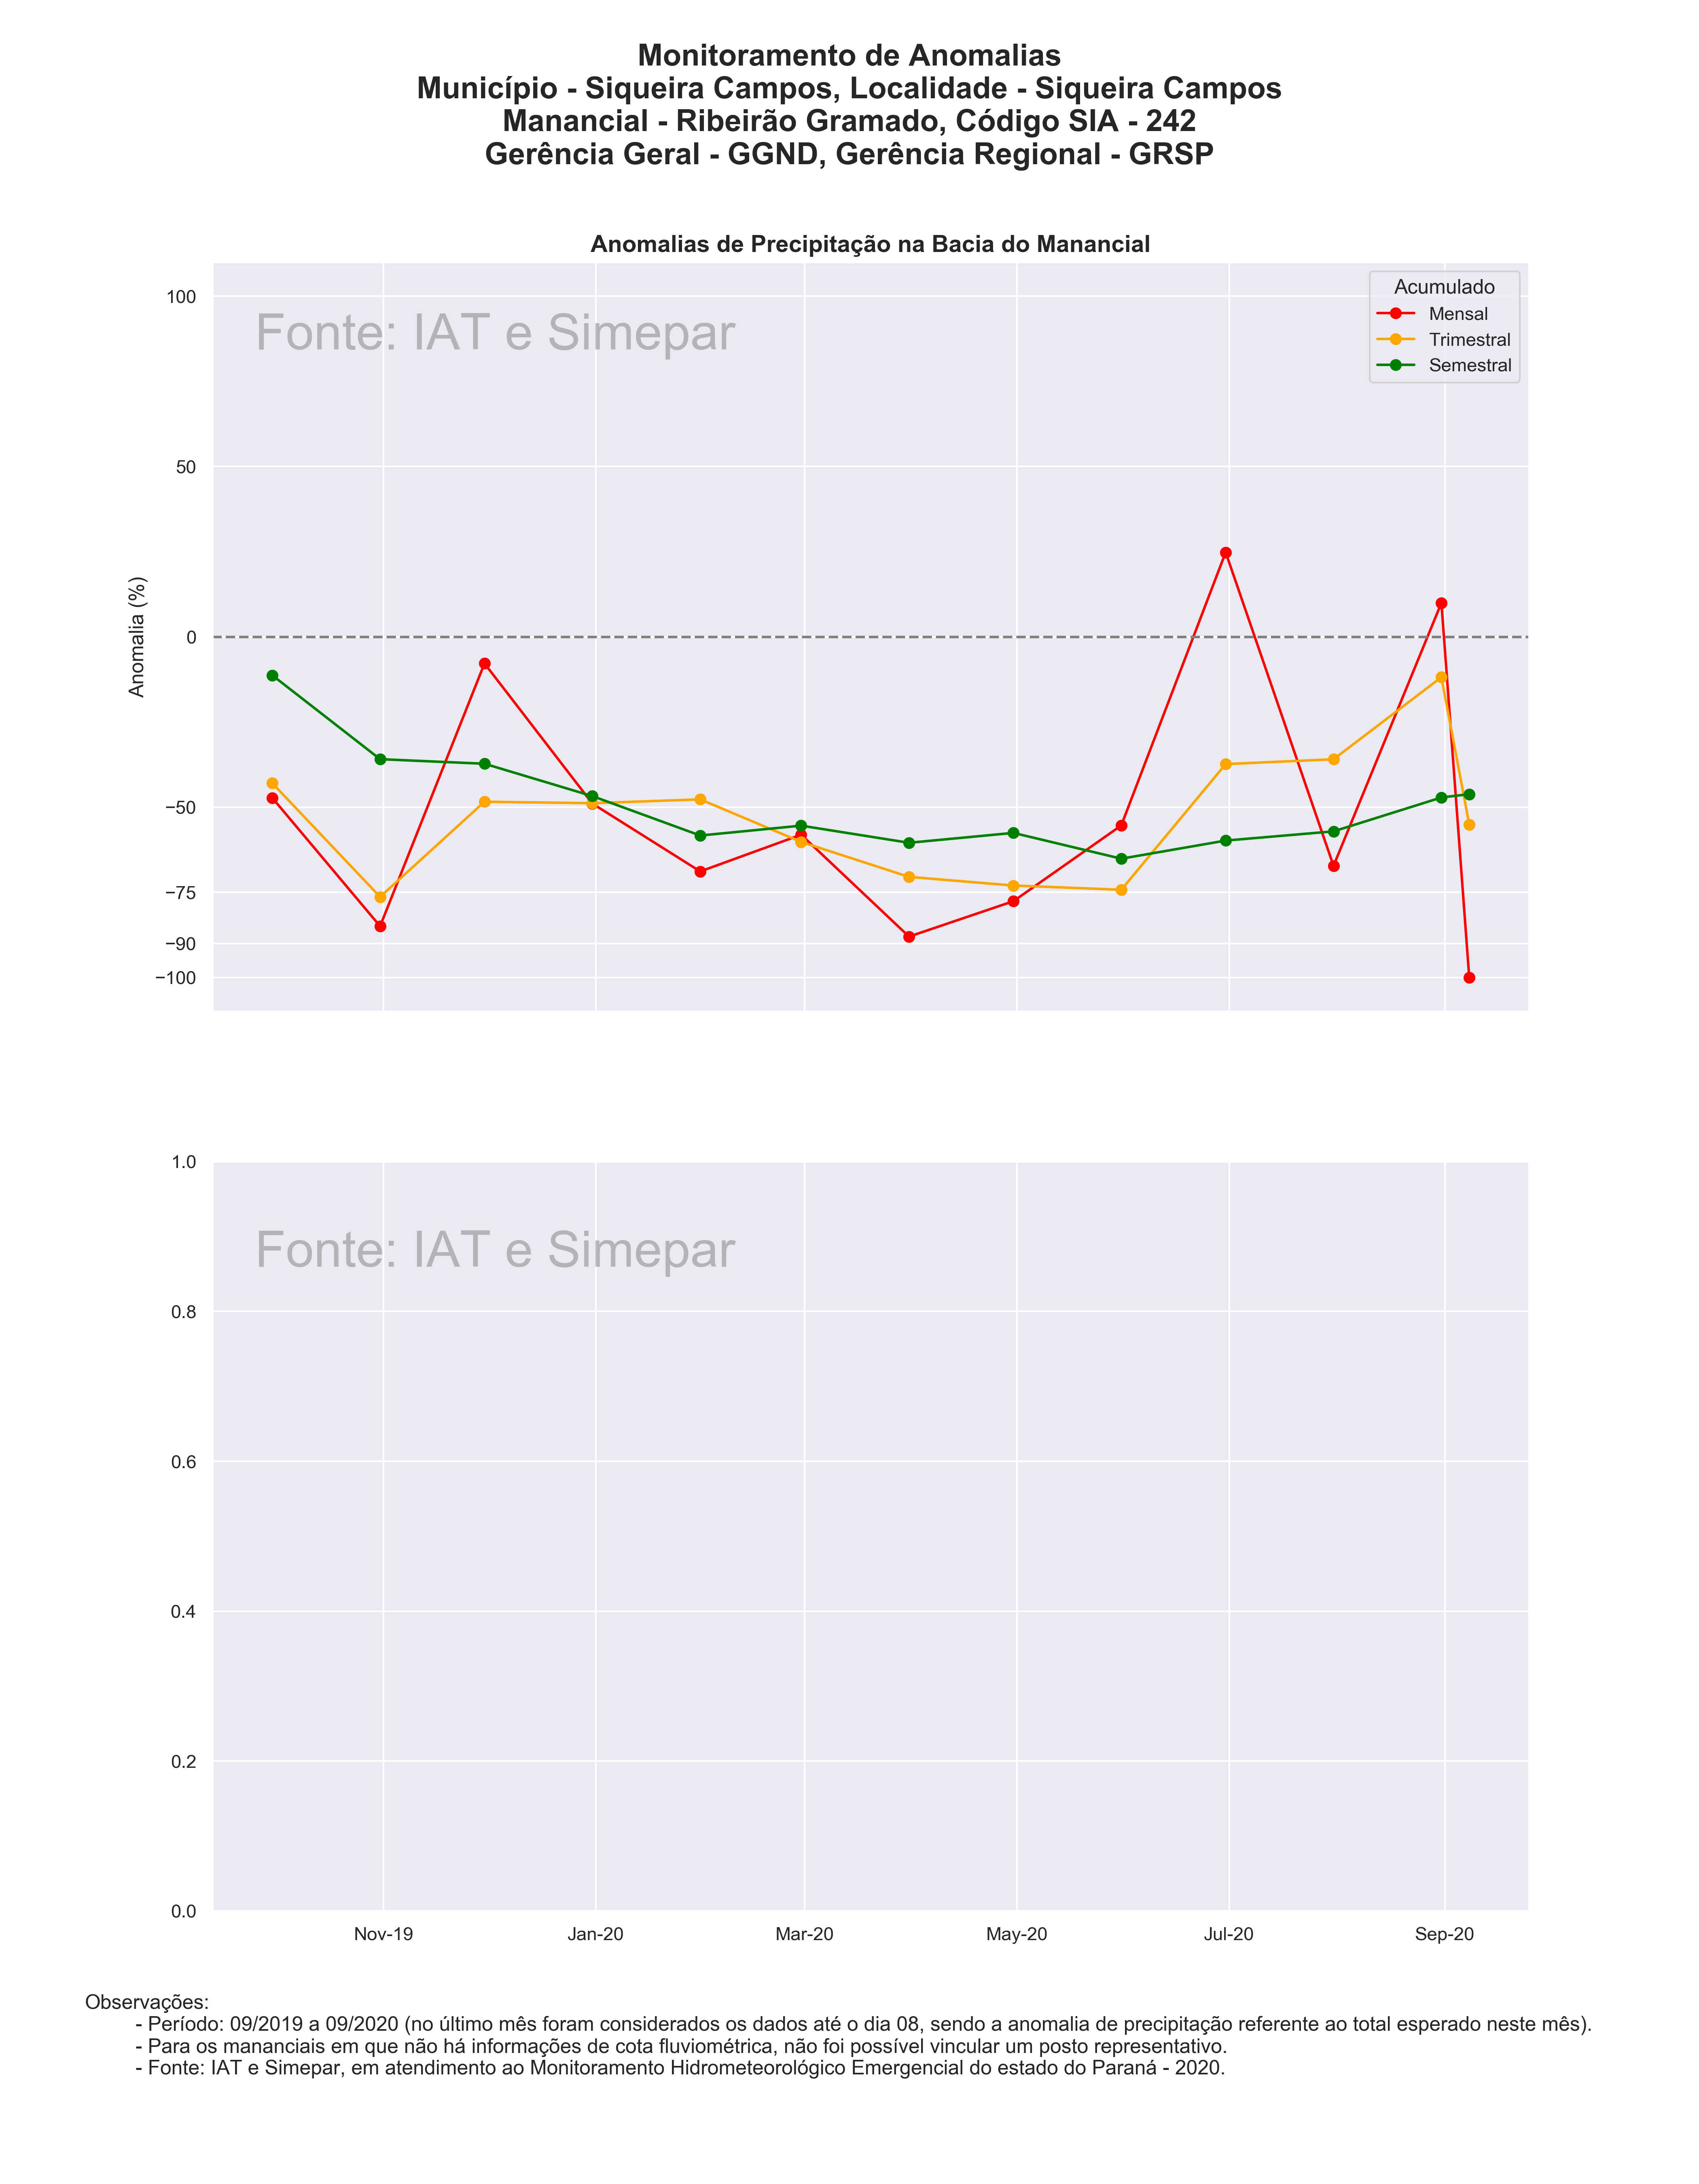 Monitoramento de Anomalias
Município - Siqueira Campos, Localidade - Siqueira Campos
Manancial - Ribeirão Gramado, Código SIA - 242
Gerência Geral - GGND, Gerência Regional - GRSP
Anomalias de Precipitação na Bacia do Manancial
Fonte: IAT e Simepar
Acumulado
Mensal
Trimestral
Semestral
Anomalia (%)
100
50
0
−50
−75
−90
−100
Fonte: IAT e Simepar
1.0
0.8
0.6
0.4
0.2
0.0
Nov-19 Jan-20 Mar-20 May-20 Jul-20 Sep-20
Observações:
- Período: 09/2019 a 09/2020 (no último mês foram considerados os dados até o dia 08, sendo a anomalia de precipitação referente ao total esperado neste mês).
- Para os mananciais em que não há informações de cota fluviométrica, não foi possível vincular um posto representativo.
- Fonte: IAT e Simepar, em atendimento ao Monitoramento Hidrometeorológico Emergencial do estado do Paraná - 2020.